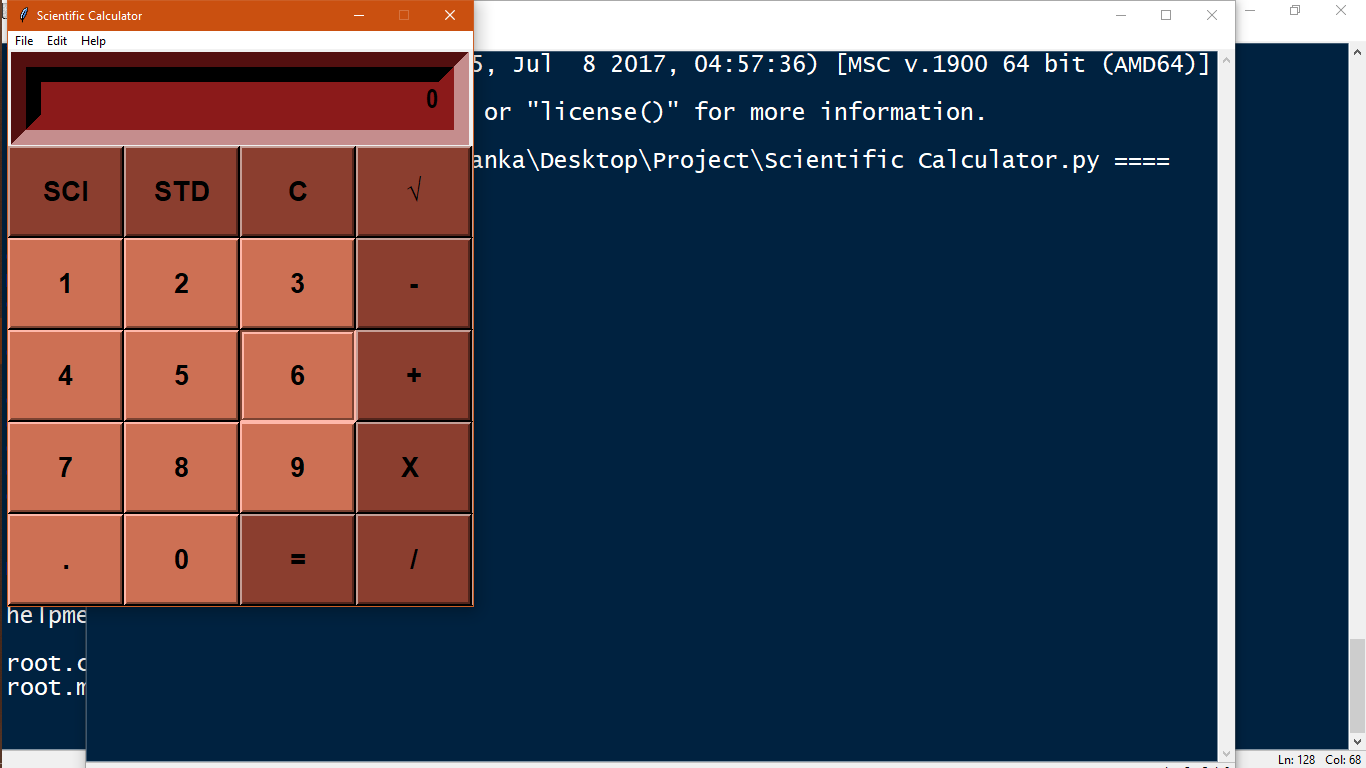 Scientific Calculator
File Edit Help
0
SCI STD C √
1 2 3 -
4 5 6 +
7 8 9 X
. 0 = /
5, Jul 8 2017, 04:57:36) [MSC v.1900 64 bit (AMD64)]
or "license()" for more information.
anka\Desktop\Project\Scientific Calculator.py ====
helpme
root.c
root.m
Ln: 128 Col: 68